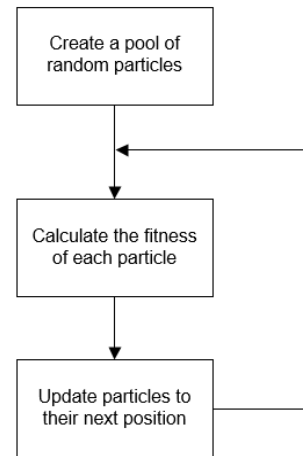 Create a pool of
random particles
Calculate the fitness
of each particle
Update particles to
their next position